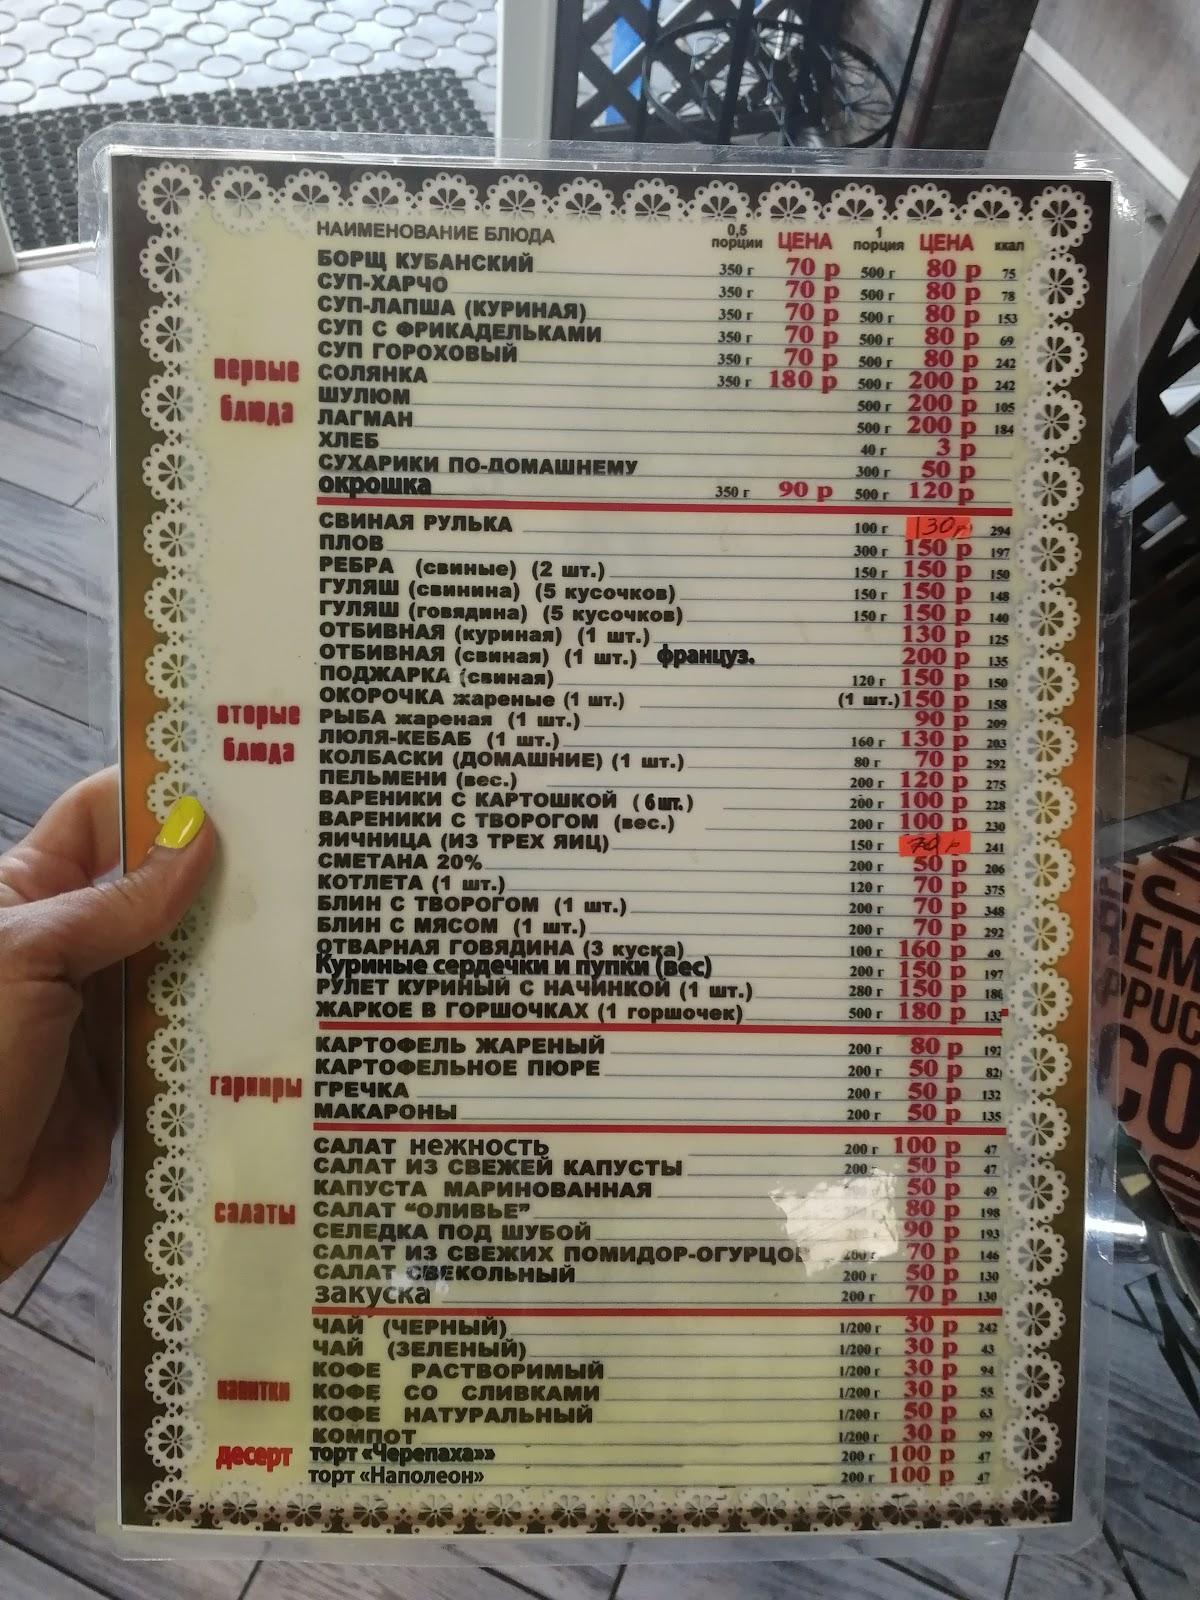 НАИМЕНОВАНИЕ БЛЮДА 0,5 порции ЦЕНА 1 порция ЦЕНА ккал
первые блюда
БОРЩ КУБАНСКИЙ 350 г 70 р 500 г 80 р 75
СУП-ХАРЧО 350 г 70 р 500 г 80 р 78
СУП-ЛАПША (КУРИНАЯ) 350 г 70 р 500 г 80 р 153
СУП С ФРИКАДЕЛЬКАМИ 350 г 70 р 500 г 80 р 69
СУП ГОРОХОВЫЙ 350 г 70 р 500 г 80 р 242
СОЛЯНКА 350 г 180 р 500 г 200 р 242
ШУЛЮМ 500 г 200 р 105
ЛАГМАН 500 г 200 р 184
ХЛЕБ 40 г 3 р
СУХАРИКИ ПО-ДОМАШНЕМУ 300 г 50 р
окрошка 350 г 90 р 500 г 120 р
вторые блюда
СВИНАЯ РУЛЬКА 100 г 130 р 294
ПЛОВ 300 г 150 р 197
РЕБРА (свиные) (2 шт.) 150 г 150 р 150
ГУЛЯШ (свинина) (5 кусочков) 150 г 150 р 148
ГУЛЯШ (говядина) (5 кусочков) 150 г 150 р 140
ОТБИВНАЯ (куриная) (1 шт.) 130 р 125
ОТБИВНАЯ (свиная) (1 шт.) француз. 200 р 135
ПОДЖАРКА (свиная) 120 г 150 р 150
ОКОРОЧКА жареные (1 шт.) (1 шт.) 150 р 158
РЫБА жареная (1 шт.) 90 р 209
ЛЮЛЯ-КЕБАБ (1 шт.) 160 г 130 р 203
КОЛБАСКИ (ДОМАШНИЕ) (1 шт.) 80 г 70 р 292
ПЕЛЬМЕНИ (вес.) 200 г 120 р 275
ВАРЕНИКИ С КАРТОШКОЙ (6 шт.) 200 г 100 р 228
ВАРЕНИКИ С ТВОРОГОМ (вес.) 200 г 100 р 230
ЯИЧНИЦА (ИЗ ТРЕХ ЯИЦ) 150 г 70 р 241
СМЕТАНА 20% 200 г 50 р 206
КОТЛЕТА (1 шт.) 120 г 70 р 375
БЛИН С ТВОРОГОМ (1 шт.) 200 г 70 р 348
БЛИН С МЯСОМ (1 шт.) 200 г 70 р 292
ОТВАРНАЯ ГОВЯДИНА (3 куска) 100 г 160 р 49
Куриные сердечки и пупки (вес) 200 г 150 р 197
РУЛЕТ КУРИНЫЙ С НАЧИНКОЙ (1 шт.) 280 г 150 р 186
ЖАРКОЕ В ГОРШОЧКАХ (1 горшочек) 500 г 180 р 133
гарниры
КАРТОФЕЛЬ ЖАРЕНЫЙ 200 г 80 р 192
КАРТОФЕЛЬНОЕ ПЮРЕ 200 г 50 р 82
ГРЕЧКА 200 г 50 р 132
МАКАРОНЫ 200 г 50 р 135
салаты
САЛАТ нежность 200 г 100 р 47
САЛАТ ИЗ СВЕЖЕЙ КАПУСТЫ 200 50 р 47
КАПУСТА МАРИНОВАННАЯ 50 р 49
САЛАТ "ОЛИВЬЕ" 80 р 198
СЕЛЕДКА ПОД ШУБОЙ 90 р 193
САЛАТ ИЗ СВЕЖИХ ПОМИДОР-ОГУРЦОВ 200 г 70 р 146
САЛАТ СВЕКОЛЬНЫЙ 200 г 50 р 130
закуска 200 г 70 р 130
напитки
ЧАЙ (ЧЕРНЫЙ) 1/200 г 30 р 242
ЧАЙ (ЗЕЛЕНЫЙ) 1/200 г 30 р 43
КОФЕ РАСТВОРИМЫЙ 1/200 г 30 р 94
КОФЕ СО СЛИВКАМИ 1/200 г 30 р 55
КОФЕ НАТУРАЛЬНЫЙ 1/200 г 50 р 63
КОМПОТ 1/200 г 30 р 99
десерт
торт «Черепаха»» 200 г 100 р 47
торт «Наполеон» 200 г 100 р 47